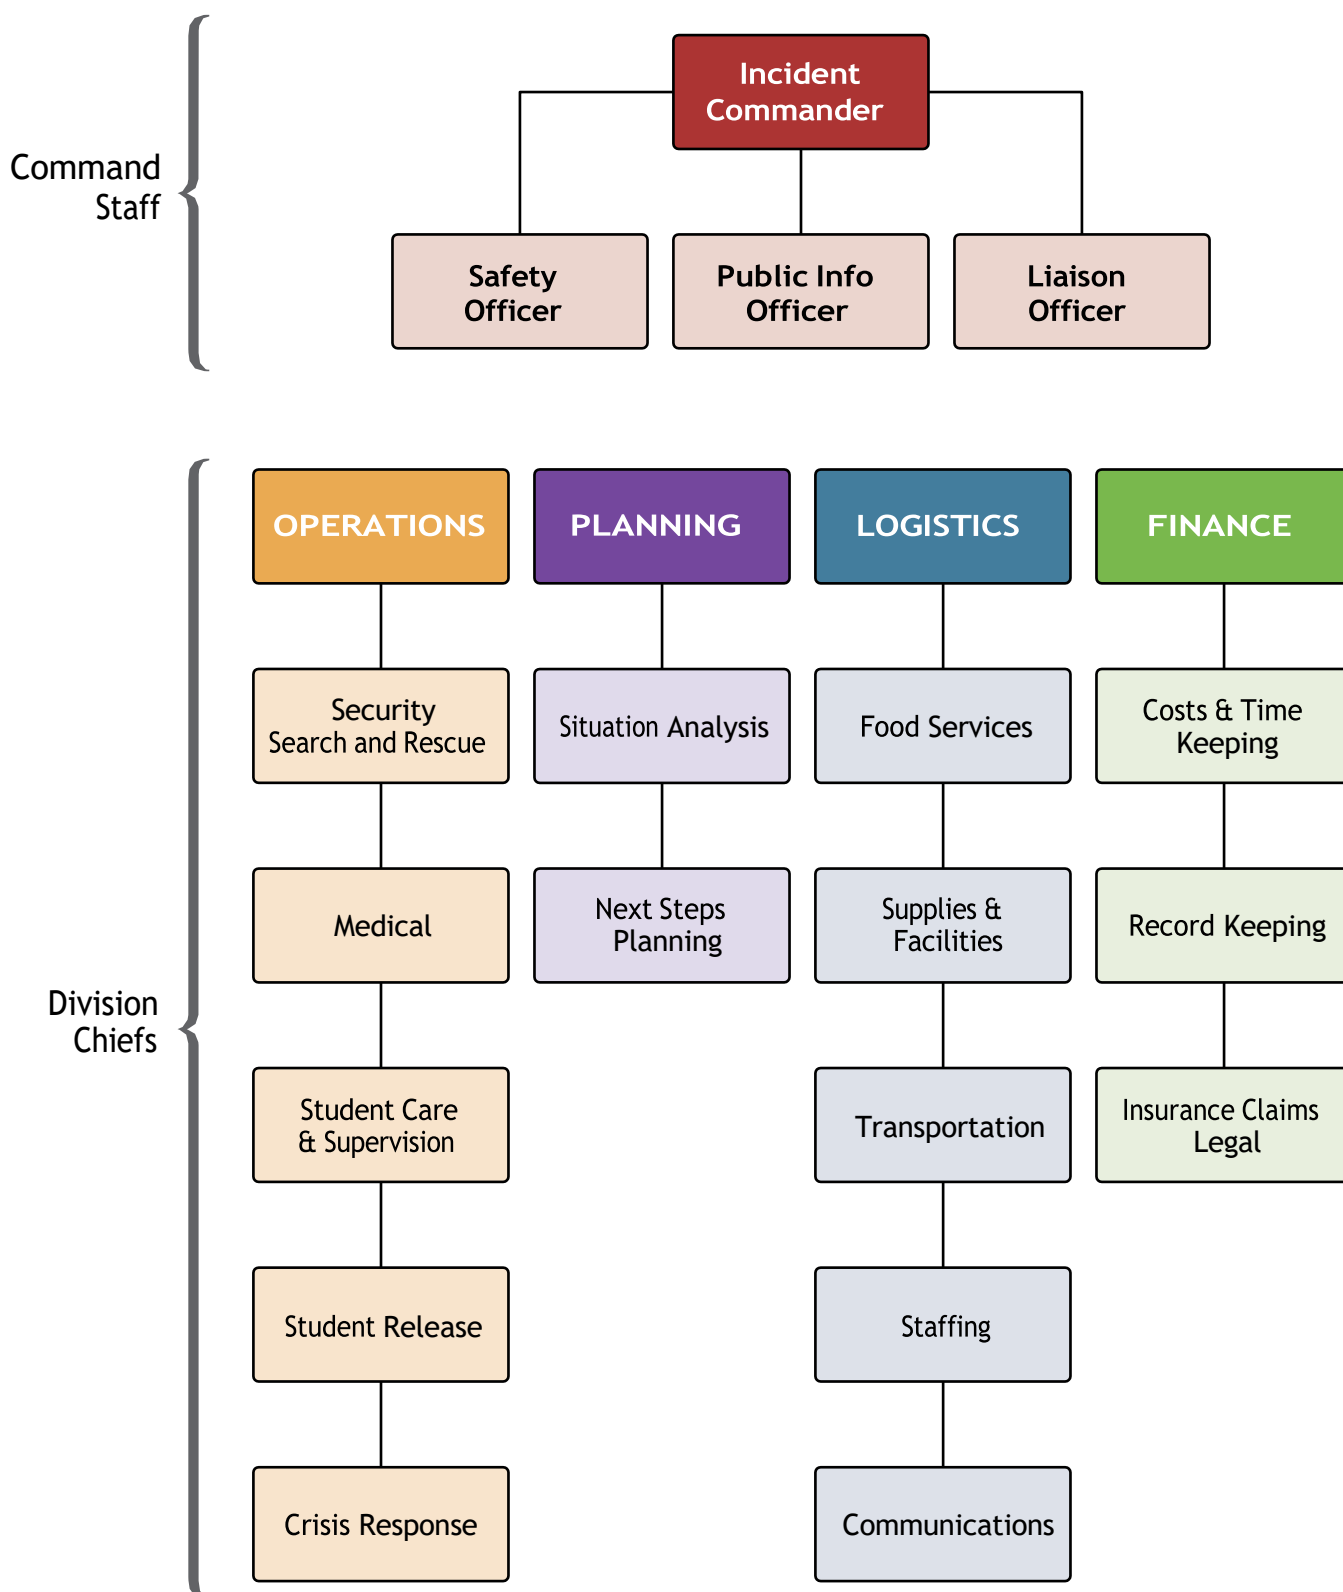 Incident
Commander
Command
Staff
Safety
Officer
Public Info
Officer
Liaison
Officer
OPERATIONS
PLANNING
LOGISTICS
FINANCE
Security
Search and Rescue
Situation Analysis
Food Services
Costs & Time
Keeping
Medical
Next Steps
Planning
Supplies &
Facilities
Record Keeping
Division
Chiefs
Student Care
& Supervision
Transportation
Insurance Claims
Legal
Student Release
Staffing
Crisis Response
Communications